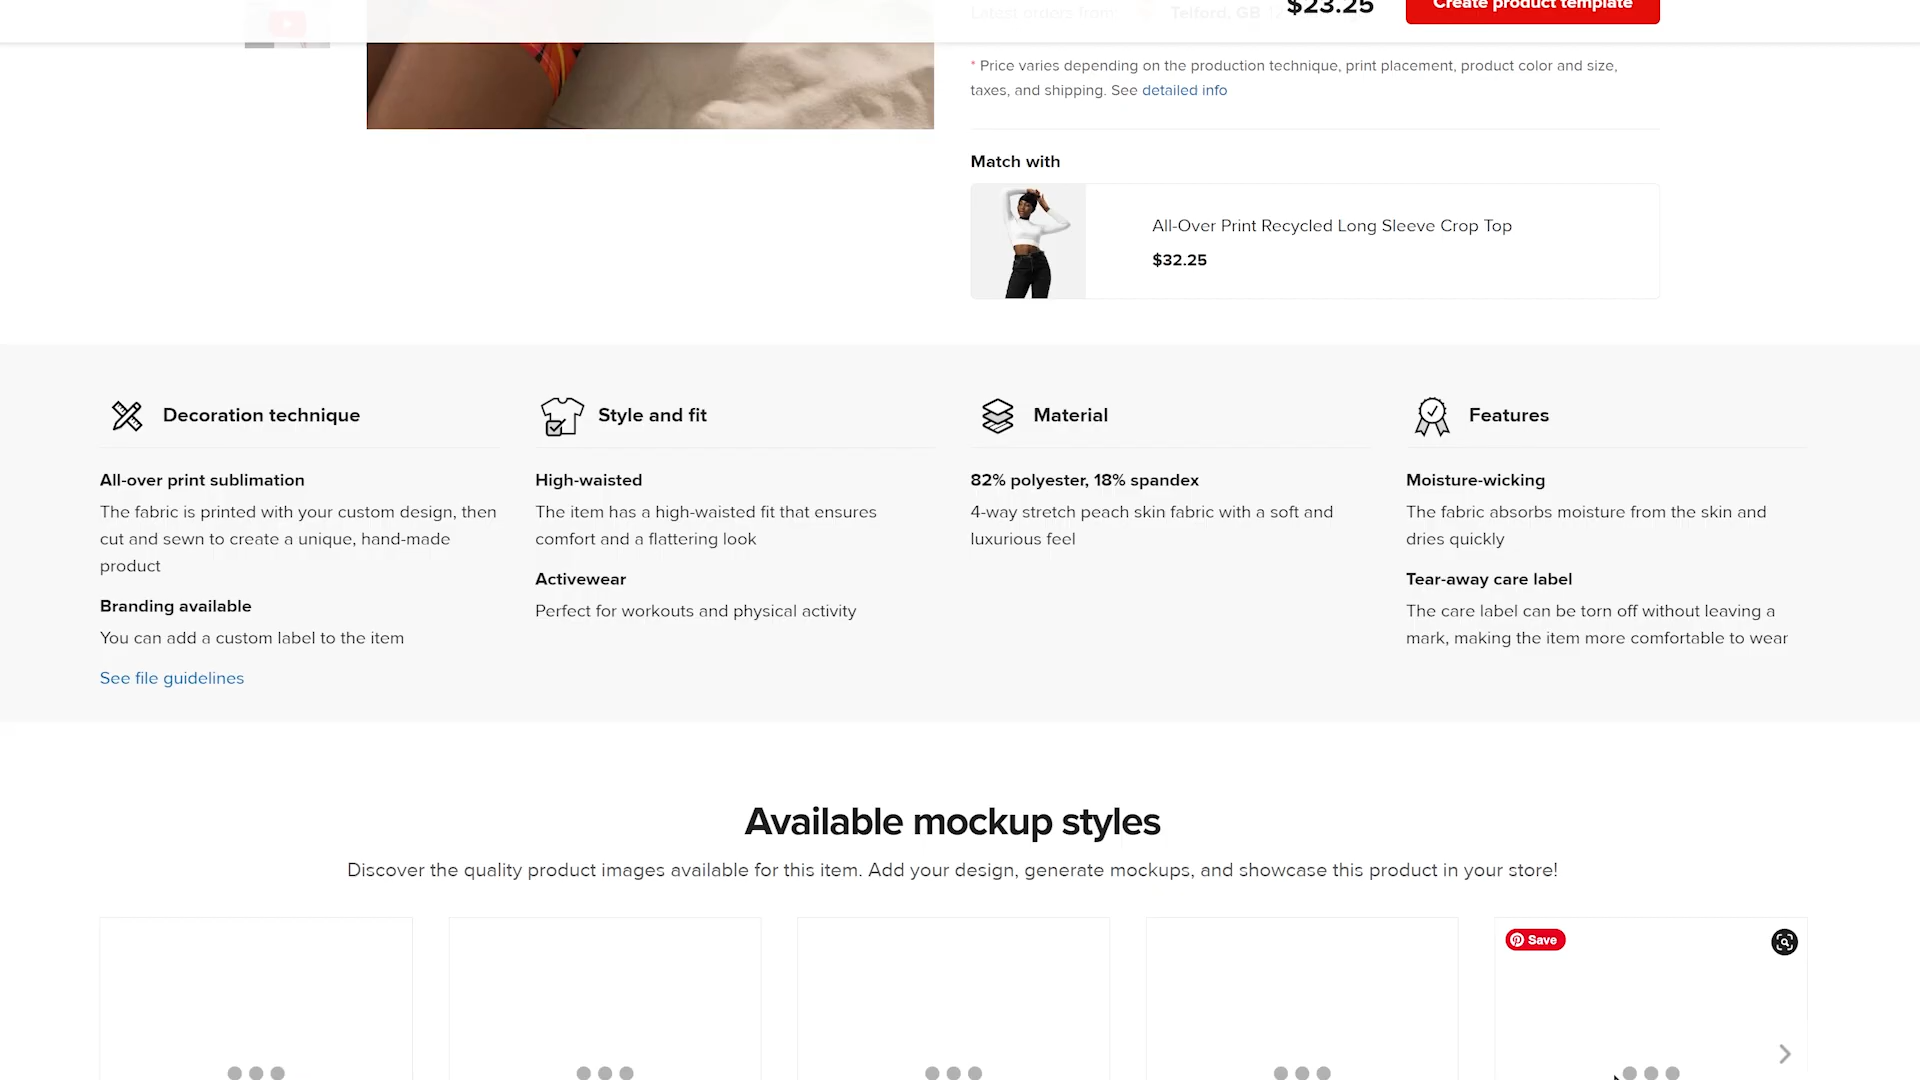 Latest orders from:
Telford, GB
$23.25
Create product template
* Price varies depending on the production technique, print placement, product color and size,
taxes, and shipping. See detailed info
Match with
All-Over Print Recycled Long Sleeve Crop Top
$32.25
Decoration technique
All-over print sublimation
The fabric is printed with your custom design, then
cut and sewn to create a unique, hand-made
product
Branding available
You can add a custom label to the item
See file guidelines
Style and fit
High-waisted
The item has a high-waisted fit that ensures
comfort and a flattering look
Activewear
Perfect for workouts and physical activity
Material
82% polyester, 18% spandex
4-way stretch peach skin fabric with a soft and
luxurious feel
Features
Moisture-wicking
The fabric absorbs moisture from the skin and
dries quickly
Tear-away care label
The care label can be torn off without leaving a
mark, making the item more comfortable to wear
Available mockup styles
Discover the quality product images available for this item. Add your design, generate mockups, and showcase this product in your store!
Save